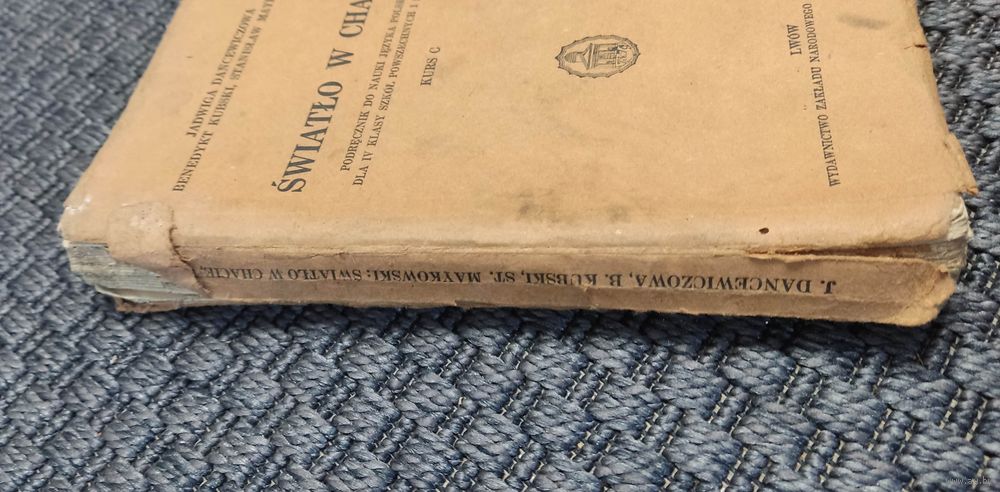 JADWIGA DANCEWICZOWA
BENEDYKT KUBSKI, STANISŁAW
ŚWIATŁO W CHA
PODRĘCZNIK DO NAUKI JĘZYKA
DLA IV KLASY SZKÓŁ POWSZECHNYCH I
KURS C
LWÓW
WYDAWNICTWO ZAKŁADU NARODOWEGO
J. DANCEWICZOWA, B. KUBSKI, ST. MAYKOWSKI: ŚWIATŁO W CHACIE.